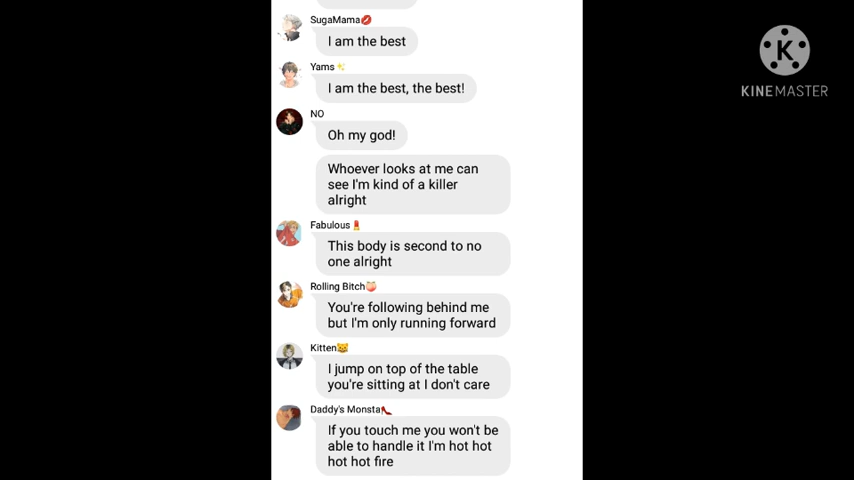 SugaMama💋
I am the best
Yams✨
I am the best, the best!
NO
Oh my god!
Whoever looks at me can
see I'm kind of a killer
alright
Fabulous💄
This body is second to no
one alright
Rolling Bitch🍑
You're following behind me
but I'm only running forward
Kitten😺
I jump on top of the table
you're sitting at I don't care
Daddy's Monsta👠
If you touch me you won't be
able to handle it I'm hot hot
hot hot fire
K
KINEMASTER